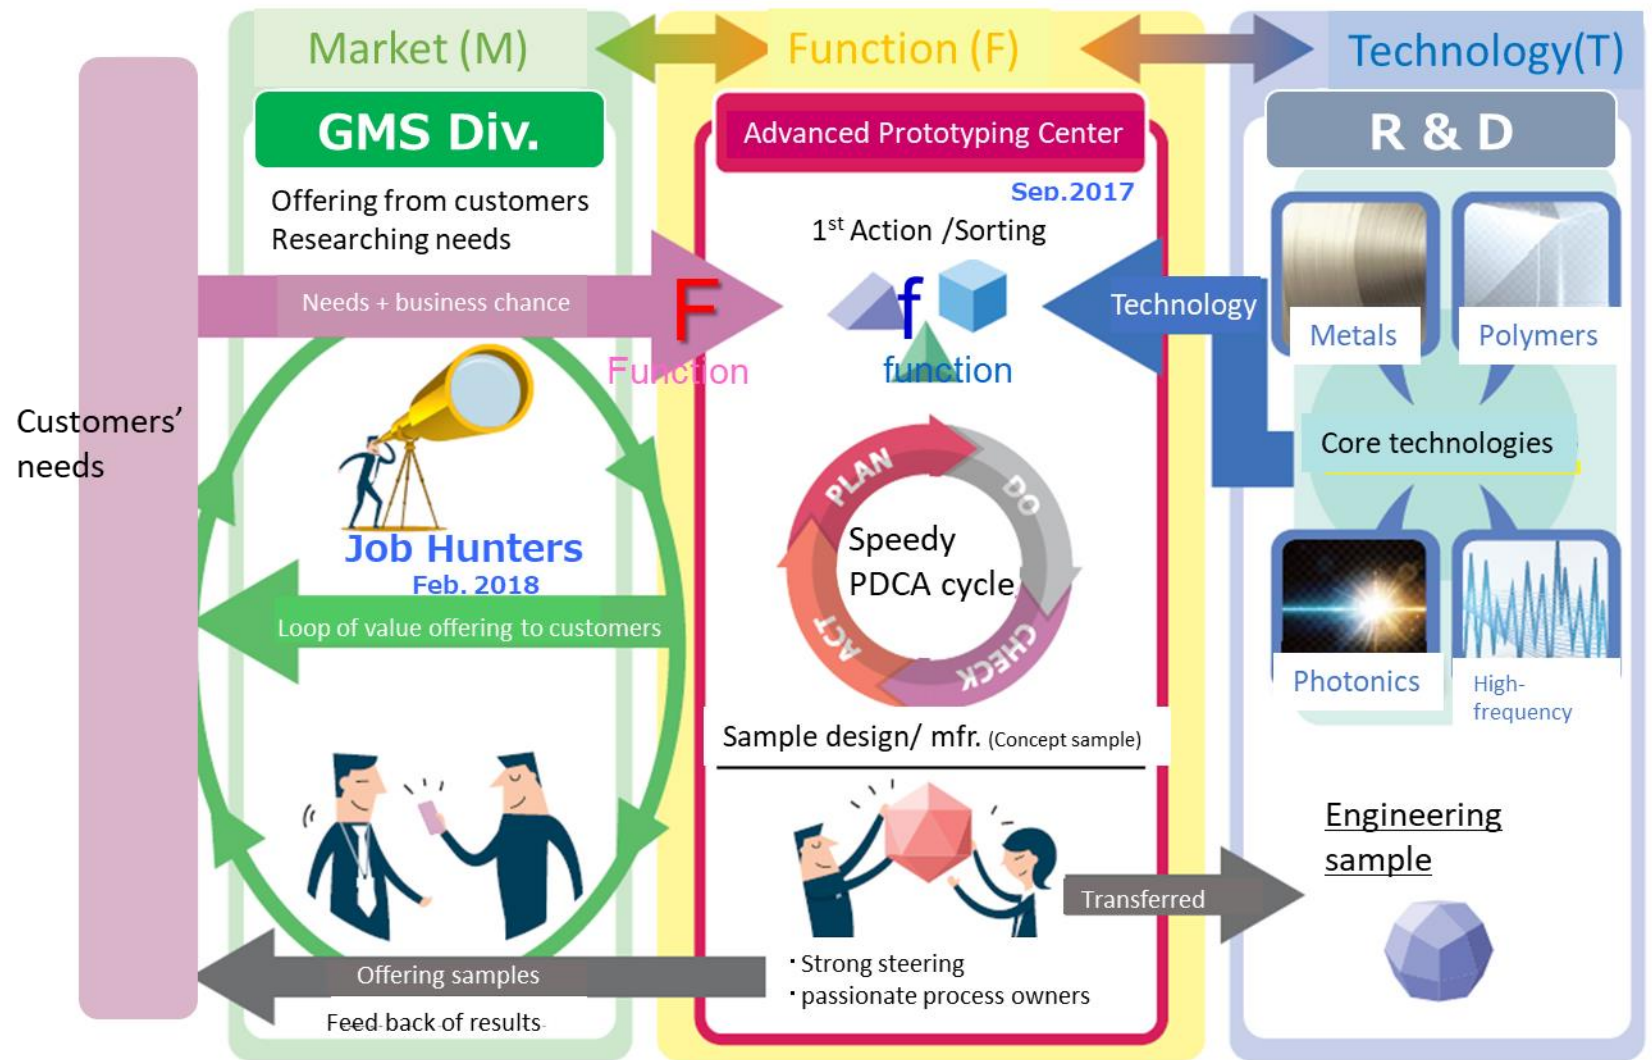 Market (M)
Function (F)
Technology(T)
GMS Div.
Advanced Prototyping Center
R & D
Offering from customers
Researching needs
Sep.2017
1st Action /Sorting
Needs + business chance
F
Function
f
function
Technology
Metals
Polymers
Core technologies
Photonics
High-
frequency
Customers’
needs
Job Hunters
Feb. 2018
Loop of value offering to customers
PLAN
DO
CHECK
ACT
Speedy
PDCA cycle
Sample design/ mfr. (Concept sample)
Engineering
sample
Transferred
・Strong steering
・passionate process owners
Offering samples
Feed back of results